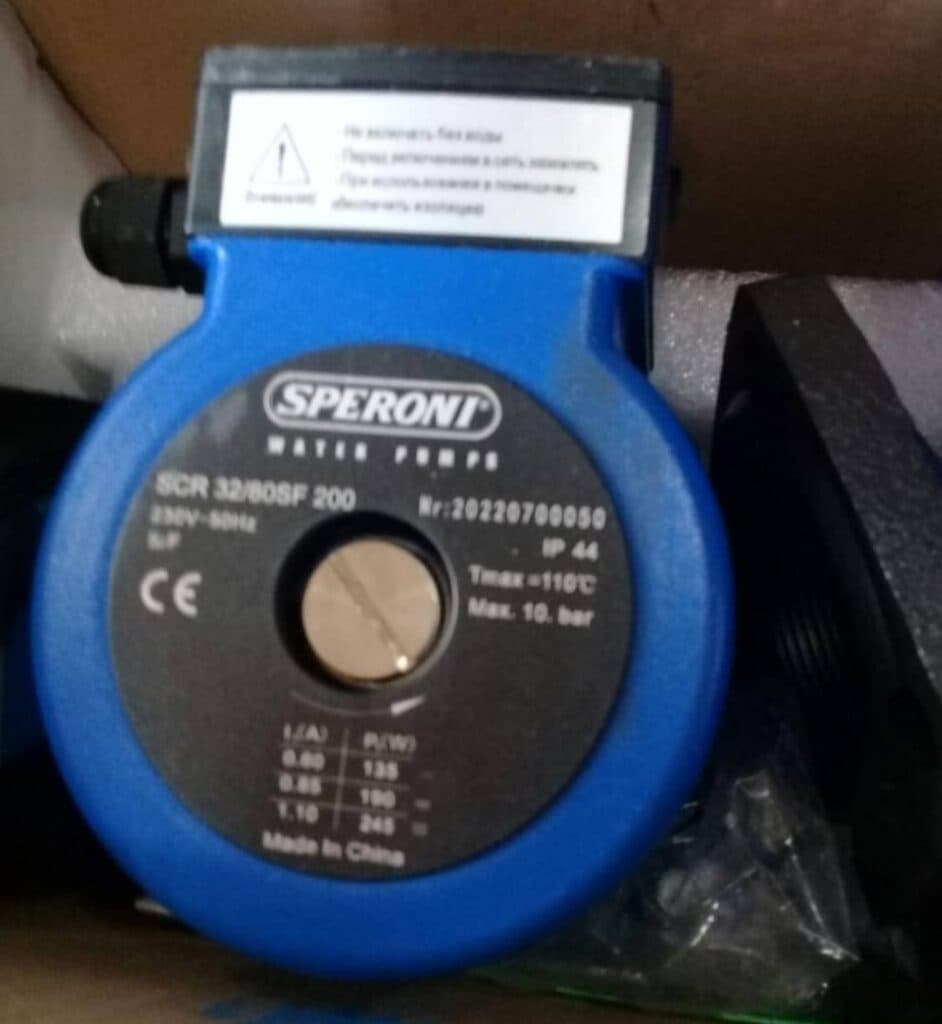 Не включать без воды
Перед включением в сеть заземлить
При использовании в помещении
обеспечить изоляцию
SPERONI®
WATER PUMPS
SCR 32/80SF 200
Nr:20220700050
230V~50Hz
IP 44
CE
Tmax =110℃
Max. 10. bar
I,(A) P,(W)
0.60 135
0.85 190
1.10 245
Made In China